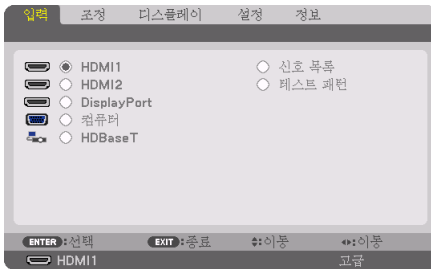 입력 조정 디스플레이 설정 정보
HDMI1 신호 목록
HDMI2 테스트 패턴
DisplayPort
컴퓨터
HDBaseT
ENTER :선택 EXIT :종료 :이동 :이동
HDMI1 고급